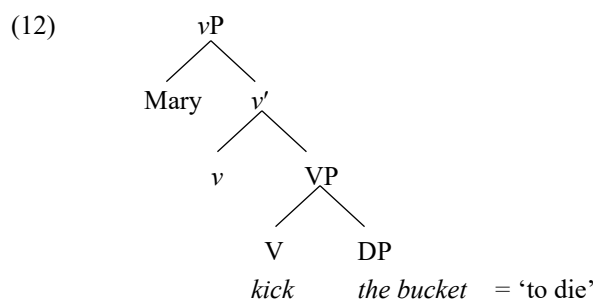 (12) vP
Mary v′
v VP
V DP
kick the bucket = ‘to die’